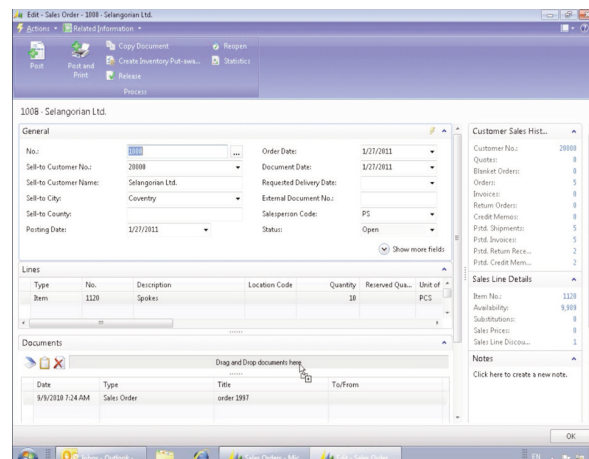 Edit - Sales Order - 1008 - Selangorian Ltd.
Actions Related Information
Post
Post and Print
Copy Document
Create Inventory Put-awa...
Release
Reopen
Statistics
Process
1008 - Selangorian Ltd.
General
No.: 1008 ...
Sell-to Customer No.: 20000
Sell-to Customer Name: Selangorian Ltd.
Sell-to City: Coventry
Sell-to County:
Posting Date: 1/27/2011
Order Date: 1/27/2011
Document Date: 1/27/2011
Requested Delivery Date:
External Document No.:
Salesperson Code: PS
Status: Open
Show more fields
Lines
Type No. Description Location Code Quantity Reserved Qua... Unit of
Item 1120 Spokes 10 PCS
Documents
Drag and Drop documents here
Date Type Title To/From
9/9/2010 7:24 AM Sales Order order 1997
Customer Sales Hist...
Customer No.: 20000
Quotes: 0
Blanket Orders: 0
Orders: 5
Invoices: 0
Return Orders: 0
Credit Memos: 0
Pstd. Shipments: 5
Pstd. Invoices: 5
Pstd. Return Rece... 2
Pstd. Credit Mem... 2
Sales Line Details
Item No.: 1120
Availability:
Substitutions: 0
Sales Prices: 0
Sales Line Discou... 1
Notes
Click here to create a new note.
OK
Inbox - Outlook -
Sales Orders - Mic...
Edit - Sales Order
EN